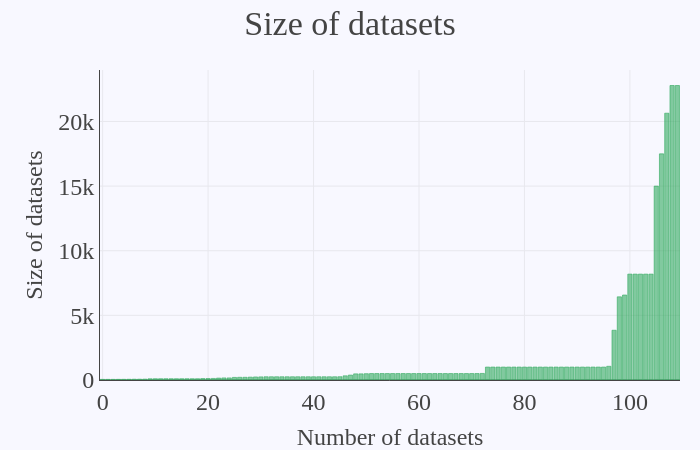 Size of datasets
Size of datasets
20k
15k
10k
5k
0
0 20 40 60 80 100
Number of datasets